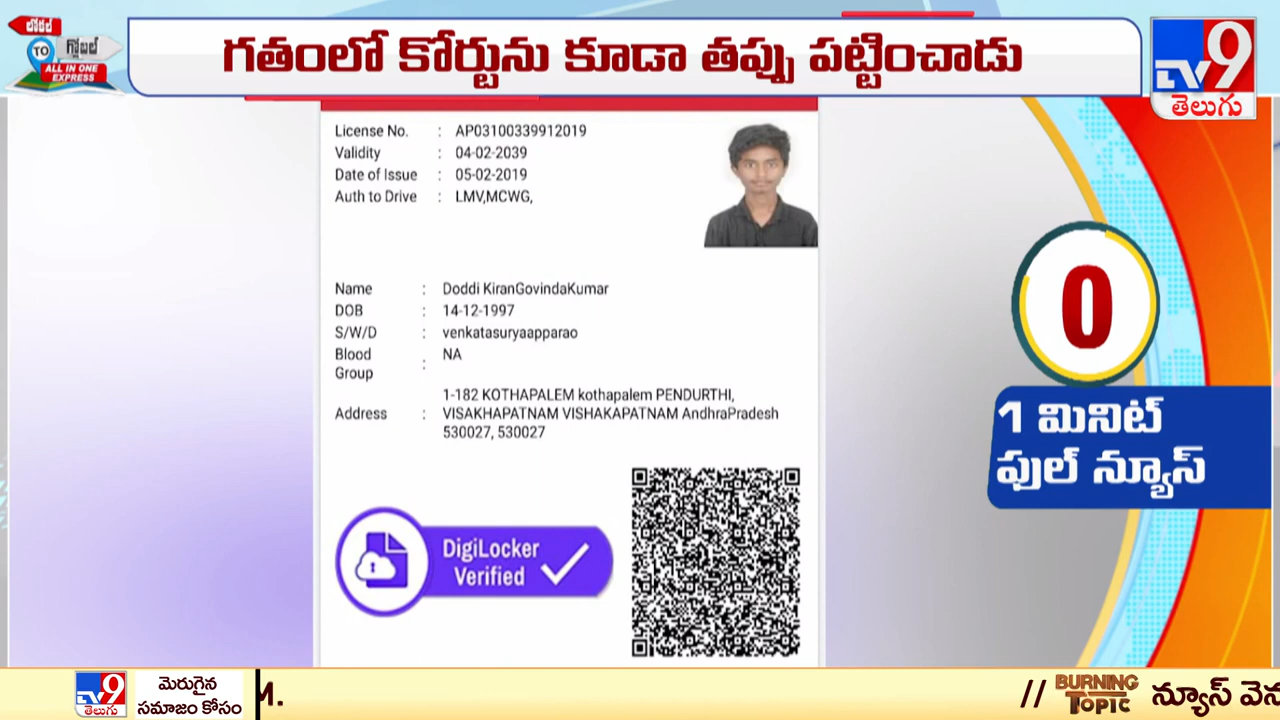 లోకల్
TO
గ్లోబల్
ALL IN ONE
EXPRESS
గతంలో కోర్టును కూడా తప్పు పట్టించాడు
TV9
తెలుగు
License No. : AP03100339912019
Validity : 04-02-2039
Date of Issue : 05-02-2019
Auth to Drive : LMV,MCWG,
Name : Doddi KiranGovindaKumar
DOB : 14-12-1997
S/W/D : venkatasuryaapparao
Blood Group : NA
Address : 1-182 KOTHAPALEM kothapalem PENDURTHI,
VISAKHAPATNAM VISHAKAPATNAM AndhraPradesh
530027, 530027
DigiLocker
Verified
0
1 మినిట్
ఫుల్ న్యూస్
TV9
తెలుగు
మెరుగైన
సమాజం కోసం
M. // BURNING TOPIC న్యూస్